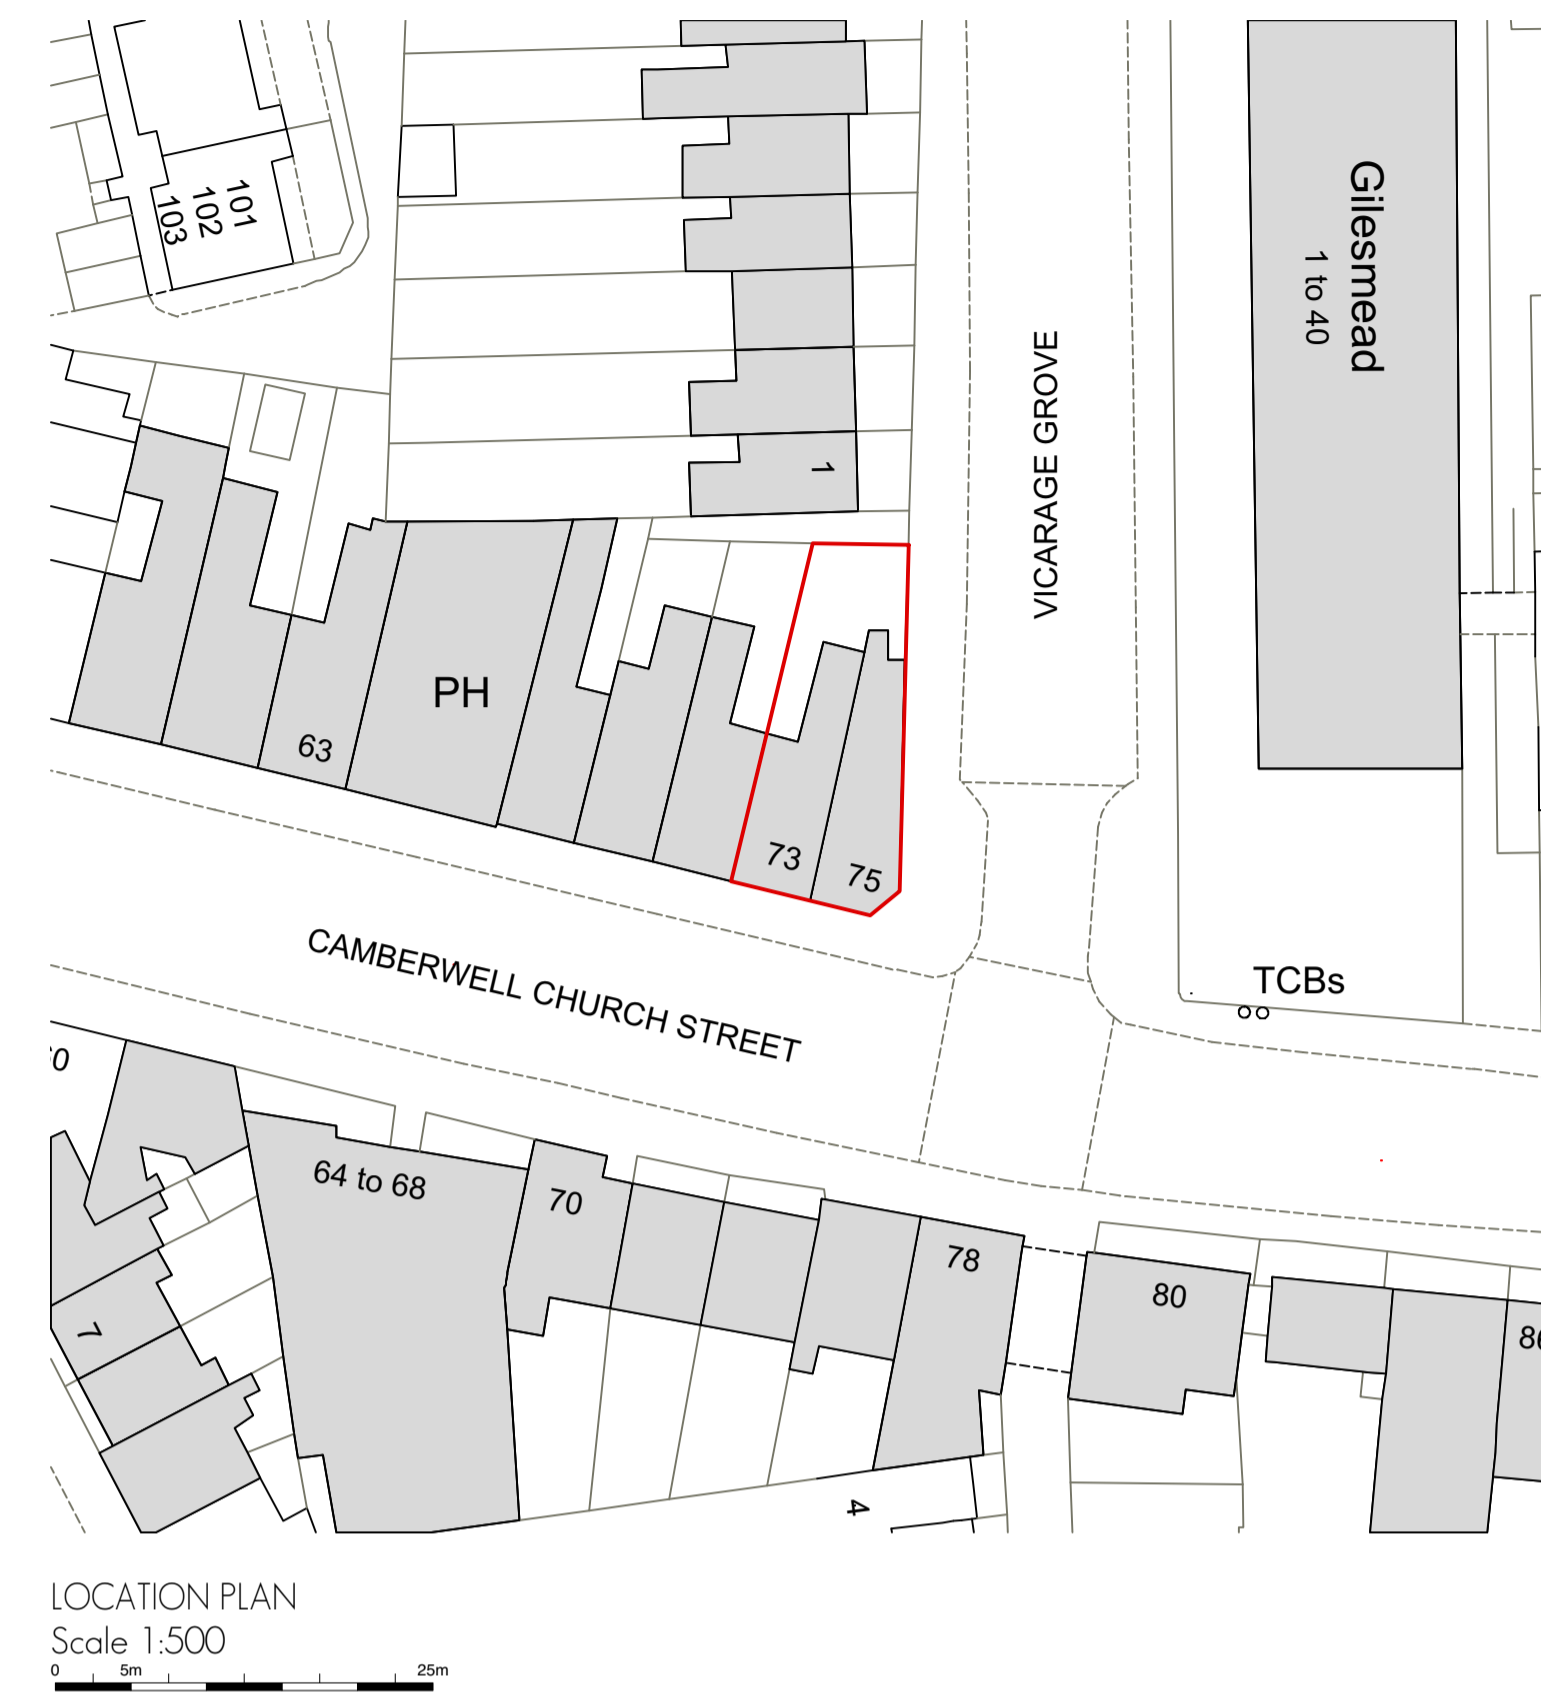 101
102
103
Gilesmead
1 to 40
VICARAGE GROVE
1
PH
63
73
75
CAMBERWELL CHURCH STREET
TCBs
64 to 68
70
78
80
7
4
LOCATION PLAN
Scale 1:500
0 5m 25m